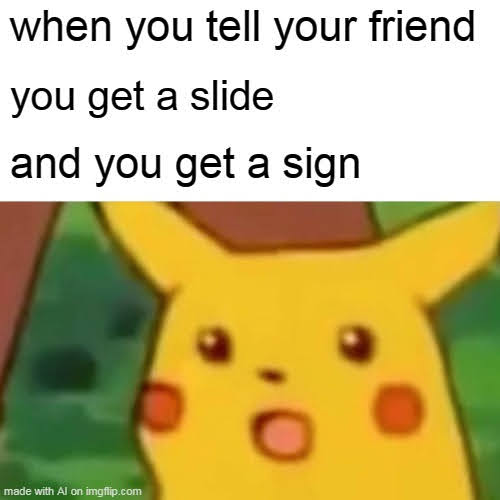 when you tell your friend
you get a slide
and you get a sign
made with AI on imgflip.com